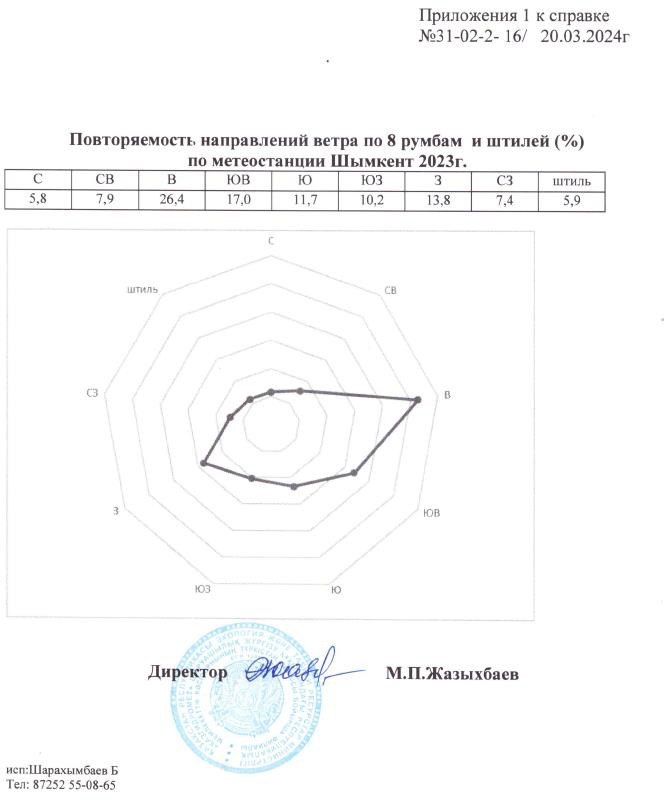 Приложения 1 к справке
№31-02-2- 16/ 20.03.2024г
Повторяемость направлений ветра по 8 румбам и штилей (%)
по метеостанции Шымкент 2023г.
С СВ В ЮВ Ю ЮЗ З СЗ штиль
5,8 7,9 26,4 17,0 11,7 10,2 13,8 7,4 5,9
С
штиль
СВ
СЗ
В
З
ЮВ
ЮЗ
Ю
Директор М.П.Жазыхбаев
исп:Шарахымбаев Б
Тел: 87252 55-08-65